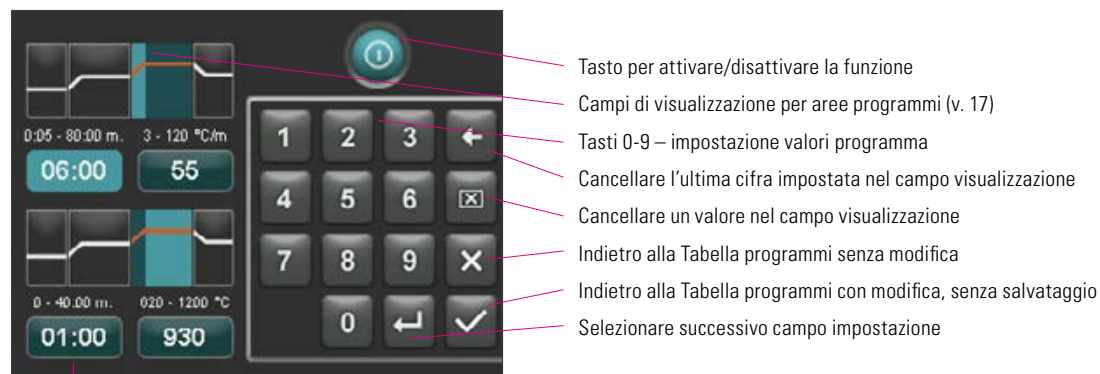 Tasto per attivare/disattivare la funzione
Campi di visualizzazione per aree programmi (v. 17)
0:05 - 80:00 m. 3 - 120 °C/m
1 2 3
Tasti 0-9 – impostazione valori programma
06:00 55
Cancellare l'ultima cifra impostata nel campo visualizzazione
4 5 6
Cancellare un valore nel campo visualizzazione
7 8 9
Indietro alla Tabella programmi senza modifica
0 - 40.00 m. 020 - 1200 °C
Indietro alla Tabella programmi con modifica, senza salvataggio
01:00 930
0
Selezionare successivo campo impostazione